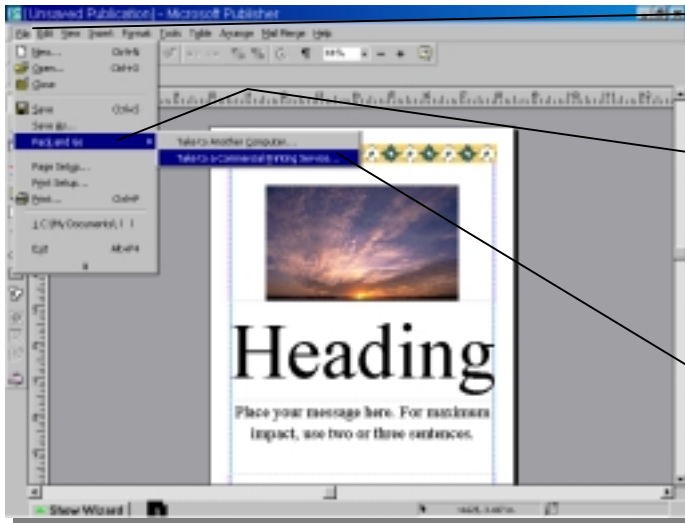 [Unsaved Publication] - Microsoft Publisher
File Edit View Insert Format Tools Table Arrange Mail Merge Help
New... Ctrl+N
Open... Ctrl+O
Close
Save Ctrl+S
Save As...
Pack and Go
Take to Another Computer...
Take to a Commercial Printing Service...
Page Setup...
Print Setup...
Print... Ctrl+P
Exit Alt+F4
Heading
Place your message here. For maximum
impact, use two or three sentences.
Show Wizard